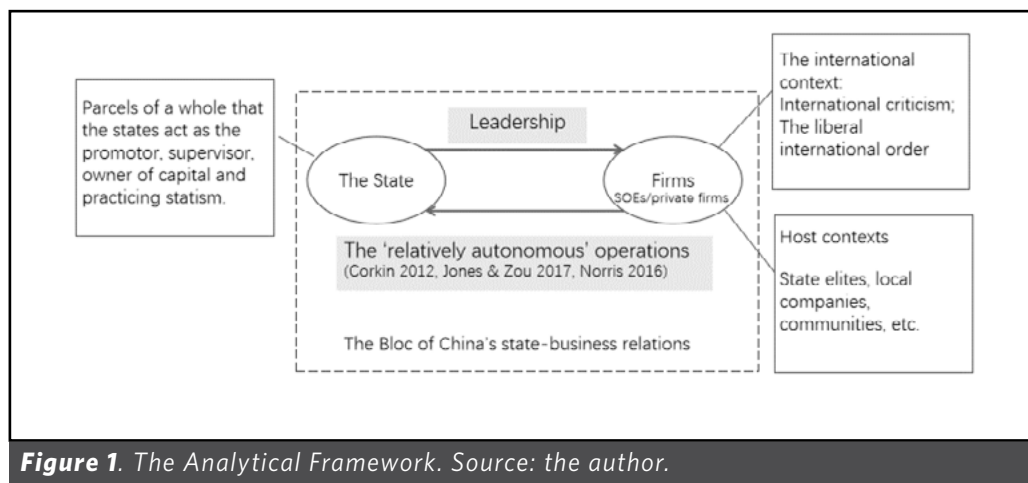 Parcels of a whole that
the states act as the
promotor, supervisor,
owner of capital and
practicing statism.
Leadership
The State
Firms
SOEs/private firms
The 'relatively autonomous' operations
(Corkin 2012, Jones & Zou 2017, Norris 2016)
The Bloc of China's state-business relations
The international
context:
International criticism;
The liberal
international order
Host contexts
State elites, local
companies,
communities, etc.
Figure 1. The Analytical Framework. Source: the author.